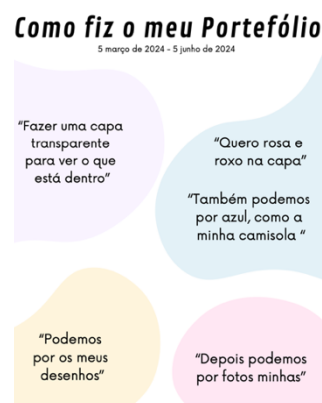 Como fiz o meu Portefólio
5 março de 2024 - 5 junho de 2024
“Fazer uma capa
transparente
para ver o que
está dentro”
“Quero rosa e
roxo na capa”
“Também podemos
por azul, como a
minha camisola “
“Podemos
por os meus
desenhos”
“Depois podemos
por fotos minhas”